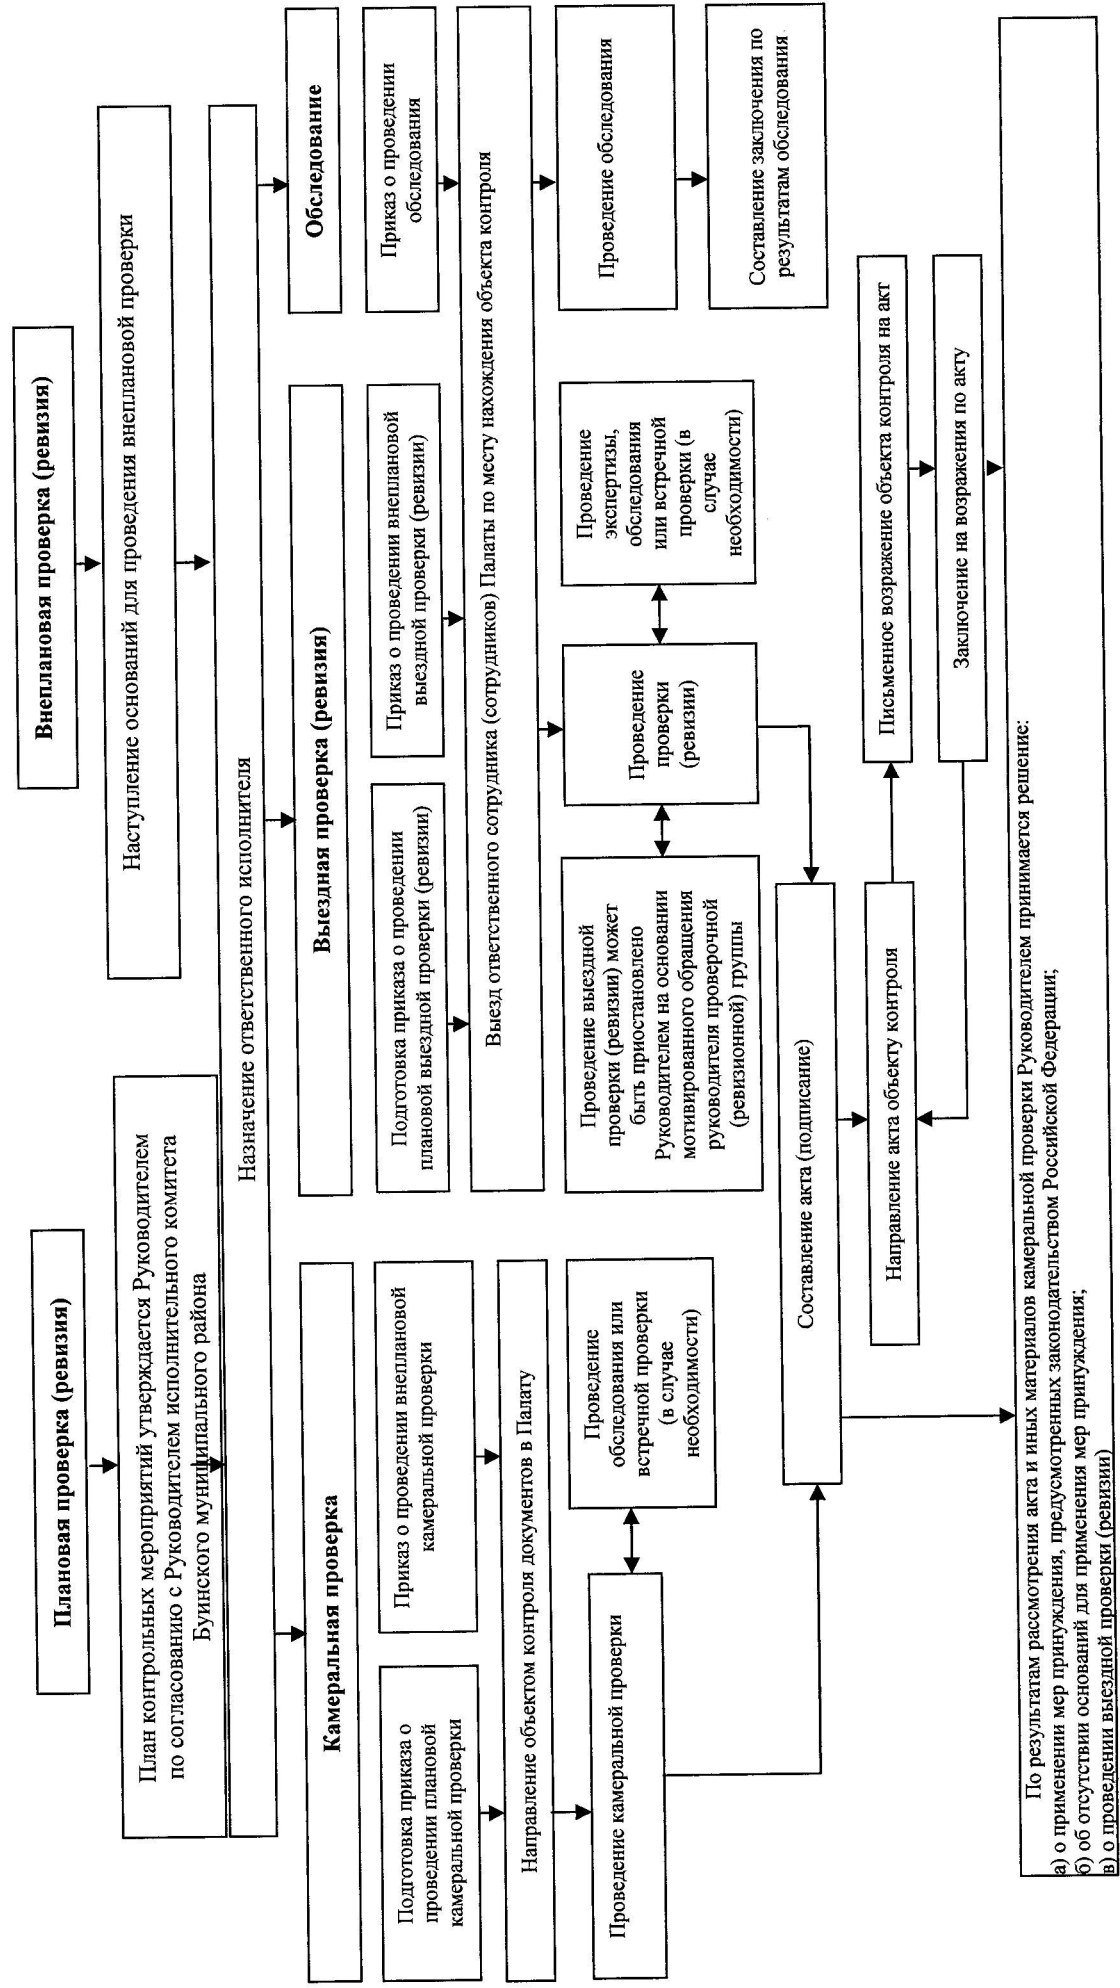 Плановая проверка (ревизия)
Внеплановая проверка (ревизия)
План контрольных мероприятий утверждается Руководителем
по согласованию с Руководителем исполнительного комитета
Буинского муниципального района
Наступление оснований для проведения внеплановой проверки
Назначение ответственного исполнителя
Камеральная проверка
Выездная проверка (ревизия)
Обследование
Подготовка приказа о
проведении плановой
камеральной проверки
Приказ о проведении внеплановой
камеральной проверки
Подготовка приказа о проведении
плановой выездной проверки (ревизии)
Приказ о проведении внеплановой
выездной проверки (ревизии)
Приказ о проведении
обследования
Направление объектом контроля документов в Палату
Выезд ответственного сотрудника (сотрудников) Палаты по месту нахождения объекта контроля
Проведение камеральной проверки
Проведение
обследования или
встречной проверки
(в случае
необходимости)
Проведение выездной
проверки (ревизии) может
быть приостановлено
Руководителем на основании
мотивированного обращения
руководителя проверочной
(ревизионной) группы
Проведение
проверки
(ревизии)
Проведение
экспертизы,
обследования
или встречной
проверки (в
случае
необходимости)
Проведение обследования
Составление заключения по
результатам обследования
Составление акта (подписание)
Направление акта объекту контроля
Письменное возражение объекта контроля на акт
Заключение на возражения по акту
По результатам рассмотрения акта и иных материалов камеральной проверки Руководителем принимается решение:
а) о применении мер принуждения, предусмотренных законодательством Российской Федерации;
б) об отсутствии оснований для применения мер принуждения;
в) о проведении выездной проверки (ревизии)